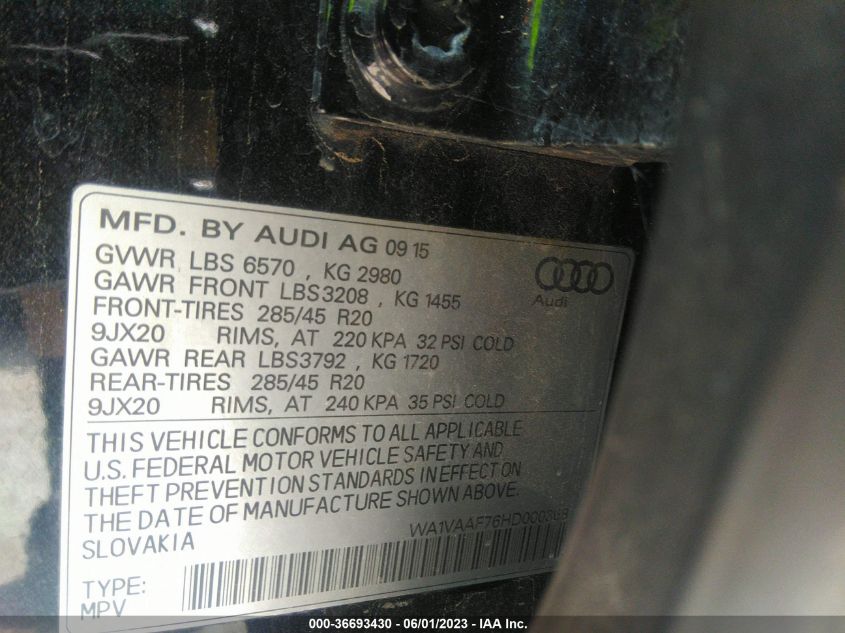 MFD. BY AUDI AG 09 15
GVWR LBS 6570 , KG 2980
GAWR FRONT LBS3208 , KG 1455
FRONT-TIRES 285/45 R20
9JX20 RIMS, AT 220 KPA 32 PSI COLD
GAWR REAR LBS3792 , KG 1720
REAR-TIRES 285/45 R20
9JX20 RIMS, AT 240 KPA 35 PSI COLD
Audi
THIS VEHICLE CONFORMS TO ALL APPLICABLE
U.S. FEDERAL MOTOR VEHICLE SAFETY AND
THEFT PREVENTION STANDARDS IN EFFECT ON
THE DATE OF MANUFACTURE SHOWN ABOVE.
SLOVAKIA
TYPE:
MPV
000-36693430 - 06/01/2023 - IAA Inc.